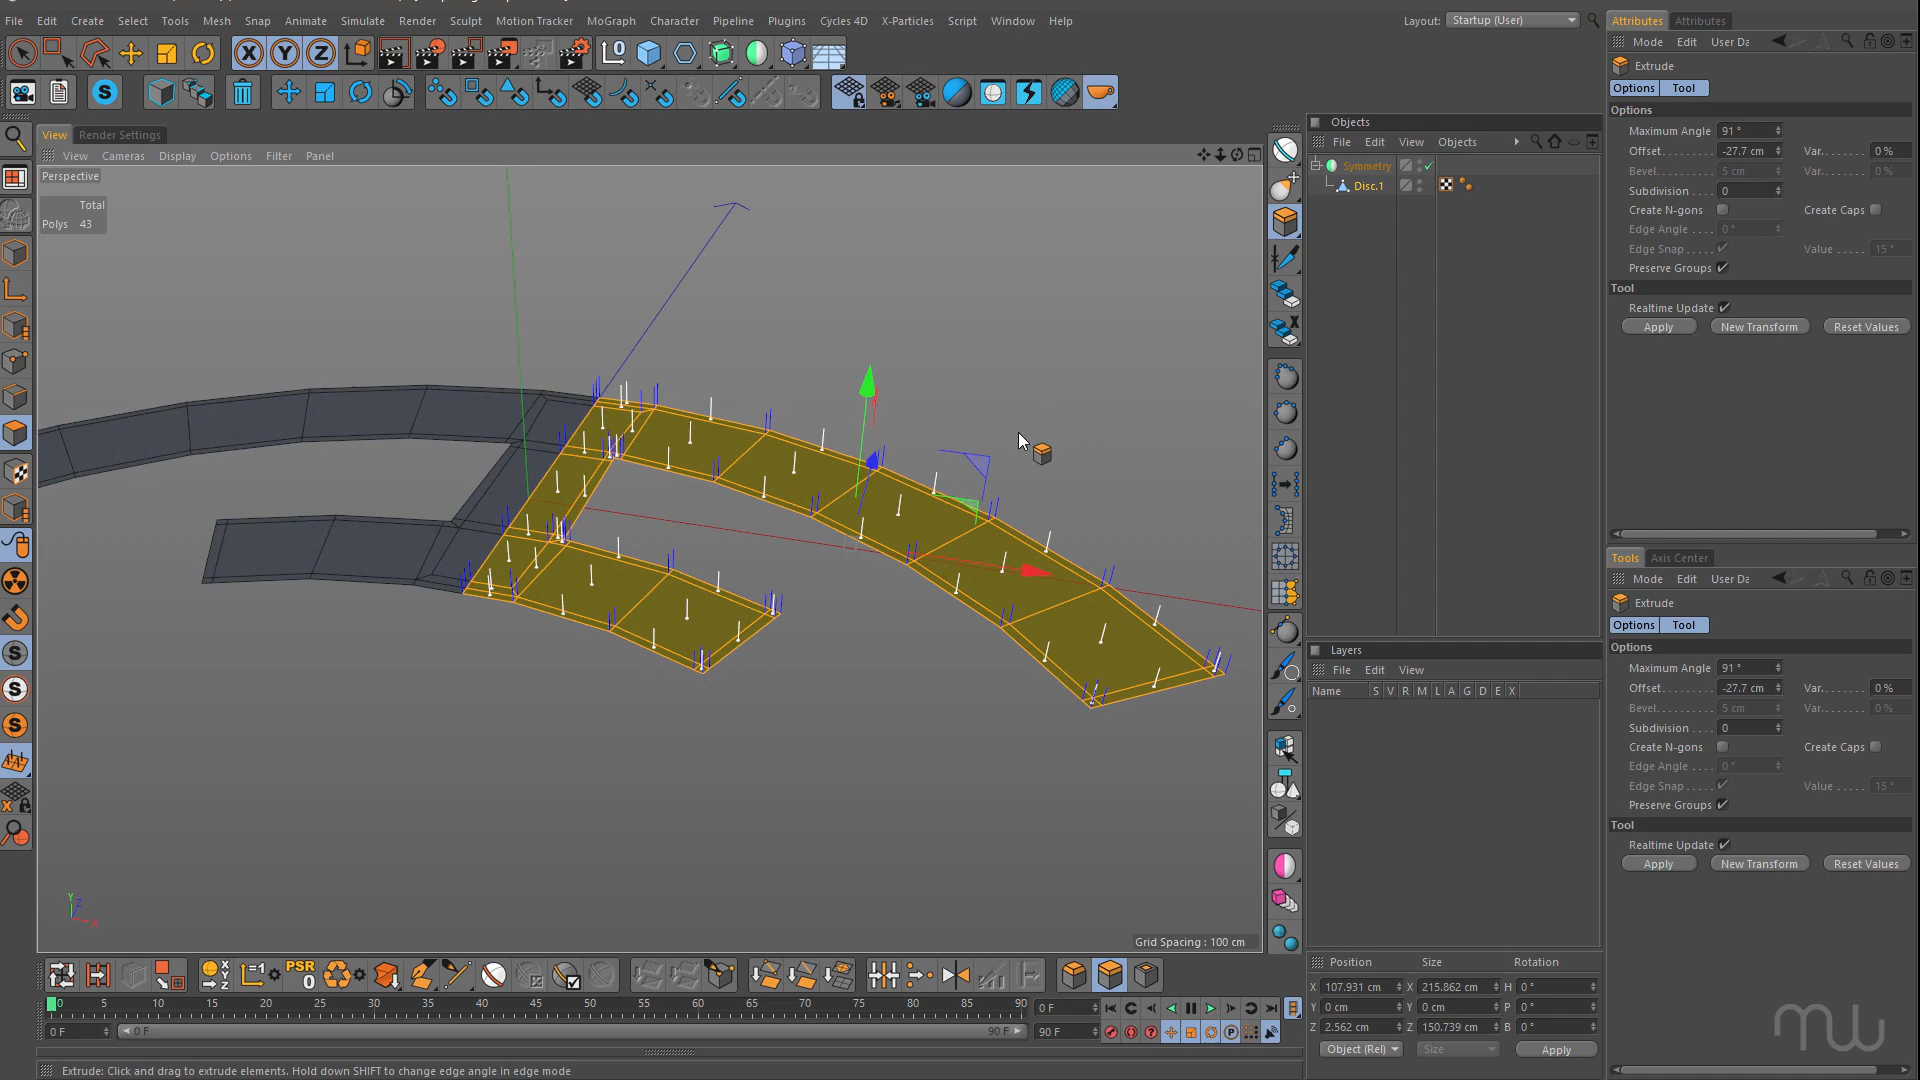 File Edit Create Select Tools Mesh Snap Animate Simulate Render Sculpt Motion Tracker MoGraph Character Pipeline Plugins Cycles 4D X-Particles Script Window Help
Layout: Startup (User)
Attributes Attributes
Mode Edit User Da
Extrude
Options Tool
Options
Maximum Angle 91 °
Offset -27.7 cm Var. 0 %
Bevel 5 cm Var. 0 %
Subdivision 0
Create N-gons Create Caps
Edge Angle 0 °
Edge Snap Value 15 °
Preserve Groups
Tool
Realtime Update
Apply New Transform Reset Values
View Render Settings
View Cameras Display Options Filter Panel
Perspective
Total
Polys 43
X Y Z
PSR
0
Grid Spacing : 100 cm
Objects
File Edit View Objects
Symmetry
Disc.1
Layers
File Edit View
Name S V R M L A G D E X
Tools Axis Center
Mode Edit User Da
Extrude
Options Tool
Options
Maximum Angle 91 °
Offset -27.7 cm Var. 0 %
Bevel 5 cm Var. 0 %
Subdivision 0
Create N-gons Create Caps
Edge Angle 0 °
Edge Snap Value 15 °
Preserve Groups
Tool
Realtime Update
Apply New Transform Reset Values
0 5 10 15 20 25 30 35 40 45 50 55 60 65 70 75 80 85 90 0 F
0 F 0 F 90 F 90 F
Position Size Rotation
X 107.931 cm X 215.862 cm H 0 °
Y 0 cm Y 0 cm P 0 °
Z 2.562 cm Z 150.739 cm B 0 °
Object (Rel) Size Apply
Extrude: Click and drag to extrude elements. Hold down SHIFT to change edge angle in edge mode
mw